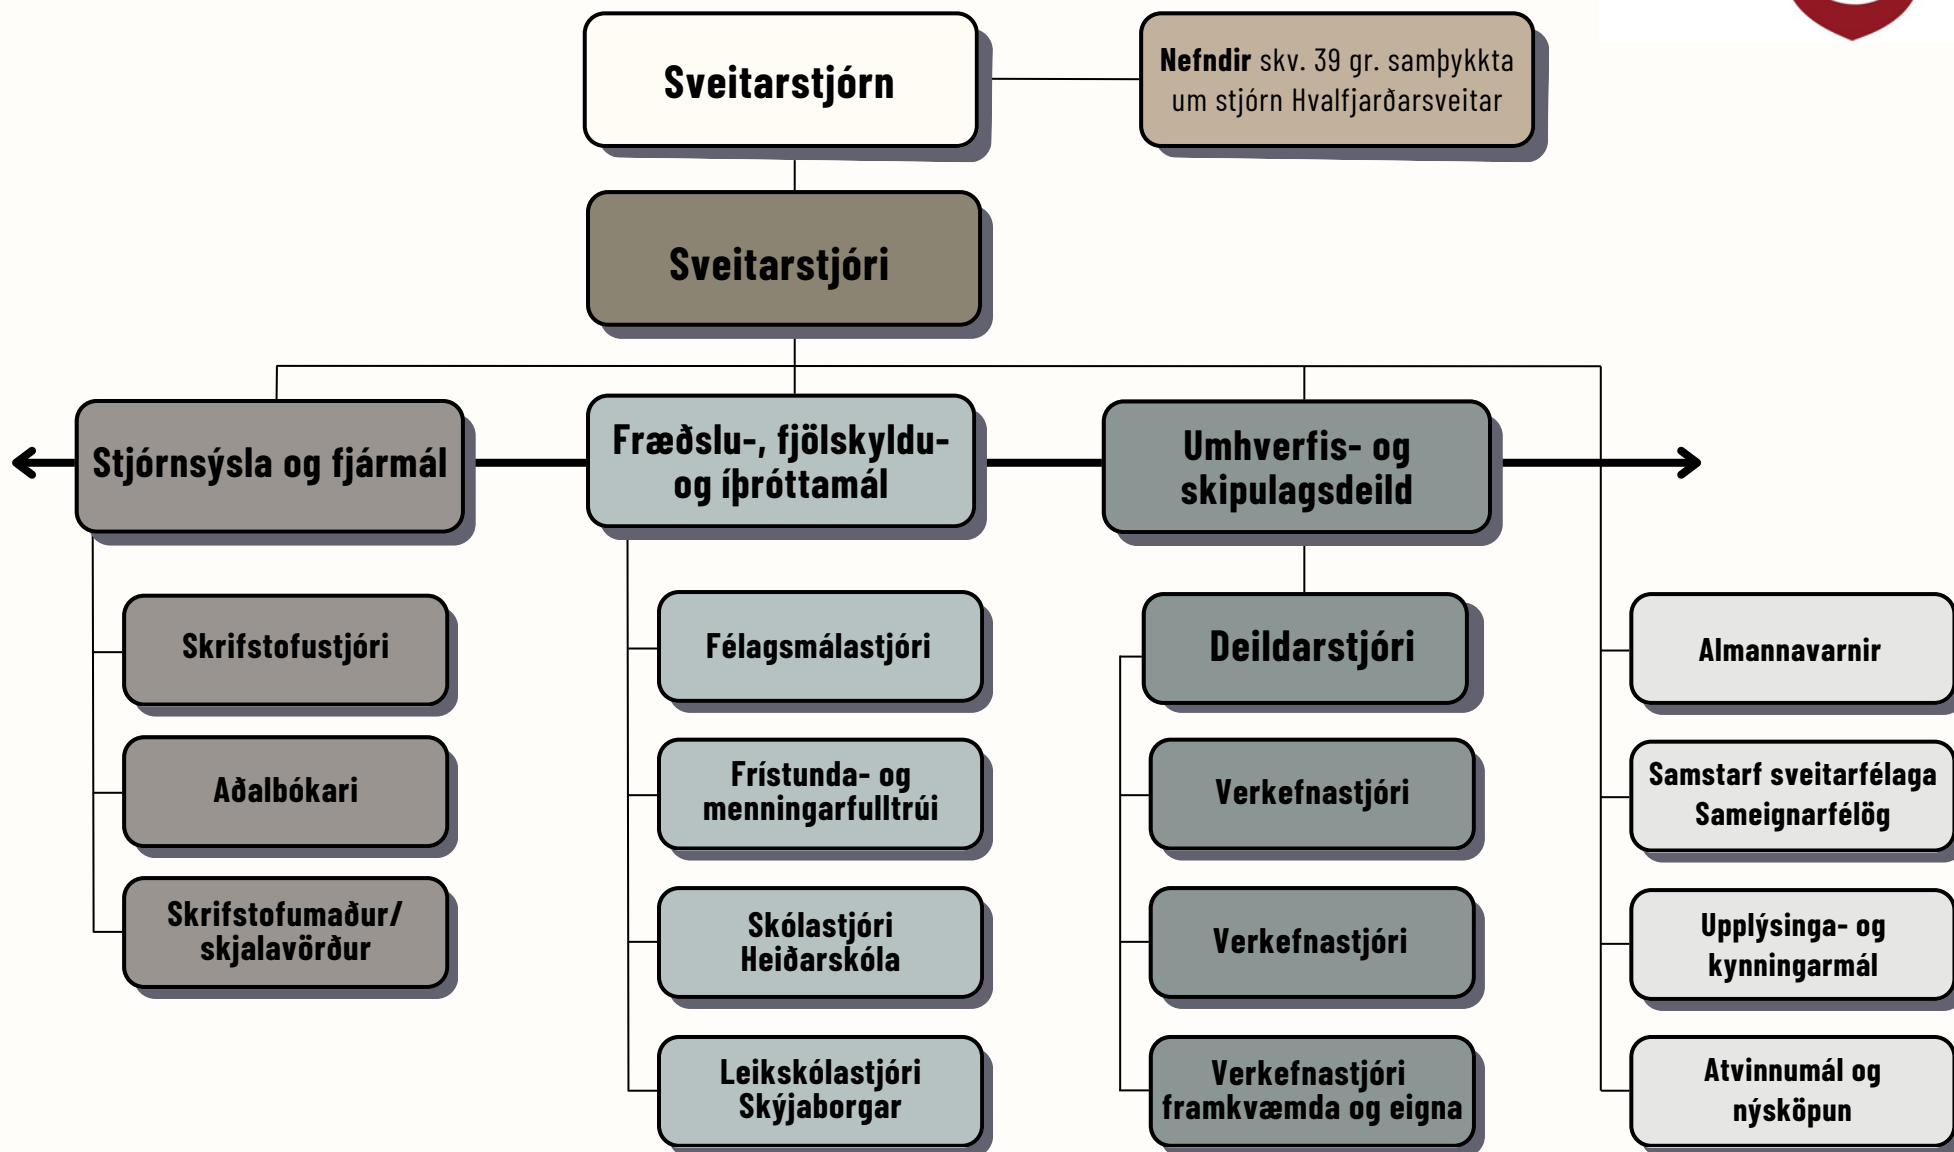 Sveitarstjórn
Nefndir skv. 39 gr. samþykkta
um stjórn Hvalfjarðarsveitar
Sveitarstjóri
Stjórnsýsla og fjármál
Fræðslu-, fjölskyldu-
og íþróttamál
Umhverfis- og
skipulagsdeild
Skrifstofustjóri
Aðalbókari
Skrifstofumaður/
skjalavörður
Félagsmálastjóri
Frístunda- og
menningarfulltrúi
Skólastjóri
Heiðarskóla
Leikskólastjóri
Skýjaborgar
Deildarstjóri
Verkefnastjóri
Verkefnastjóri
Verkefnastjóri
framkvæmda og eigna
Almannavarnir
Samstarf sveitarfélaga
Sameignarfélög
Upplýsinga- og
kynningarmál
Atvinnumál og
nýsköpun